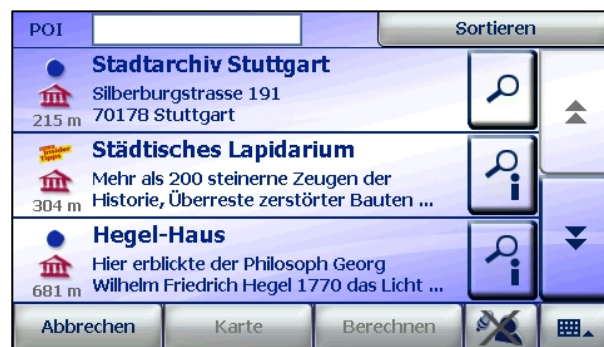 POI
Sortieren
Stadtarchiv Stuttgart
Silberburgstrasse 191
70178 Stuttgart
215 m
Insider
Tipps
Städtisches Lapidarium
Mehr als 200 steinerne Zeugen der
Historie, Überreste zerstörter Bauten ...
304 m
Hegel-Haus
Hier erblickte der Philosoph Georg
Wilhelm Friedrich Hegel 1770 das Licht ...
681 m
Abbrechen
Karte
Berechnen